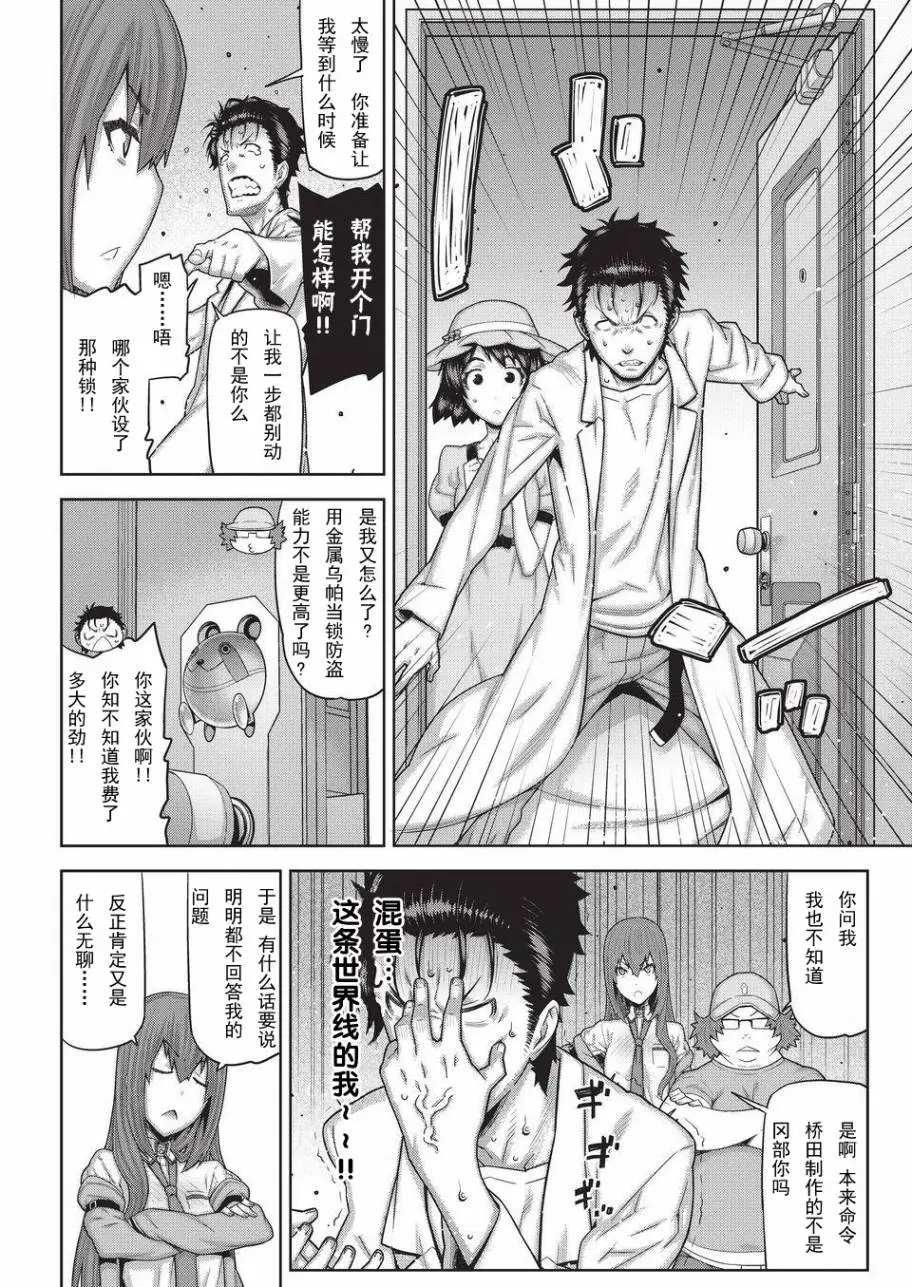 太慢了 你准备让
我等到什么时候
帮我开个门
能怎样啊!!
让我一步都别动
的不是你么
嗯……唔
哪个家伙设了
那种锁!!
是我又怎么了?
用金属乌帕当锁防盗
能力不是更高了吗?
你这家伙啊!!
你知不知道我费了
多大的劲!!
你问我
我也不知道
是啊 本来命令
桥田制作的不是
冈部你吗
混蛋…
这条世界线的我~~!!
于是 有什么话要说
明明都不回答我的
问题
反正肯定又是
什么无聊……